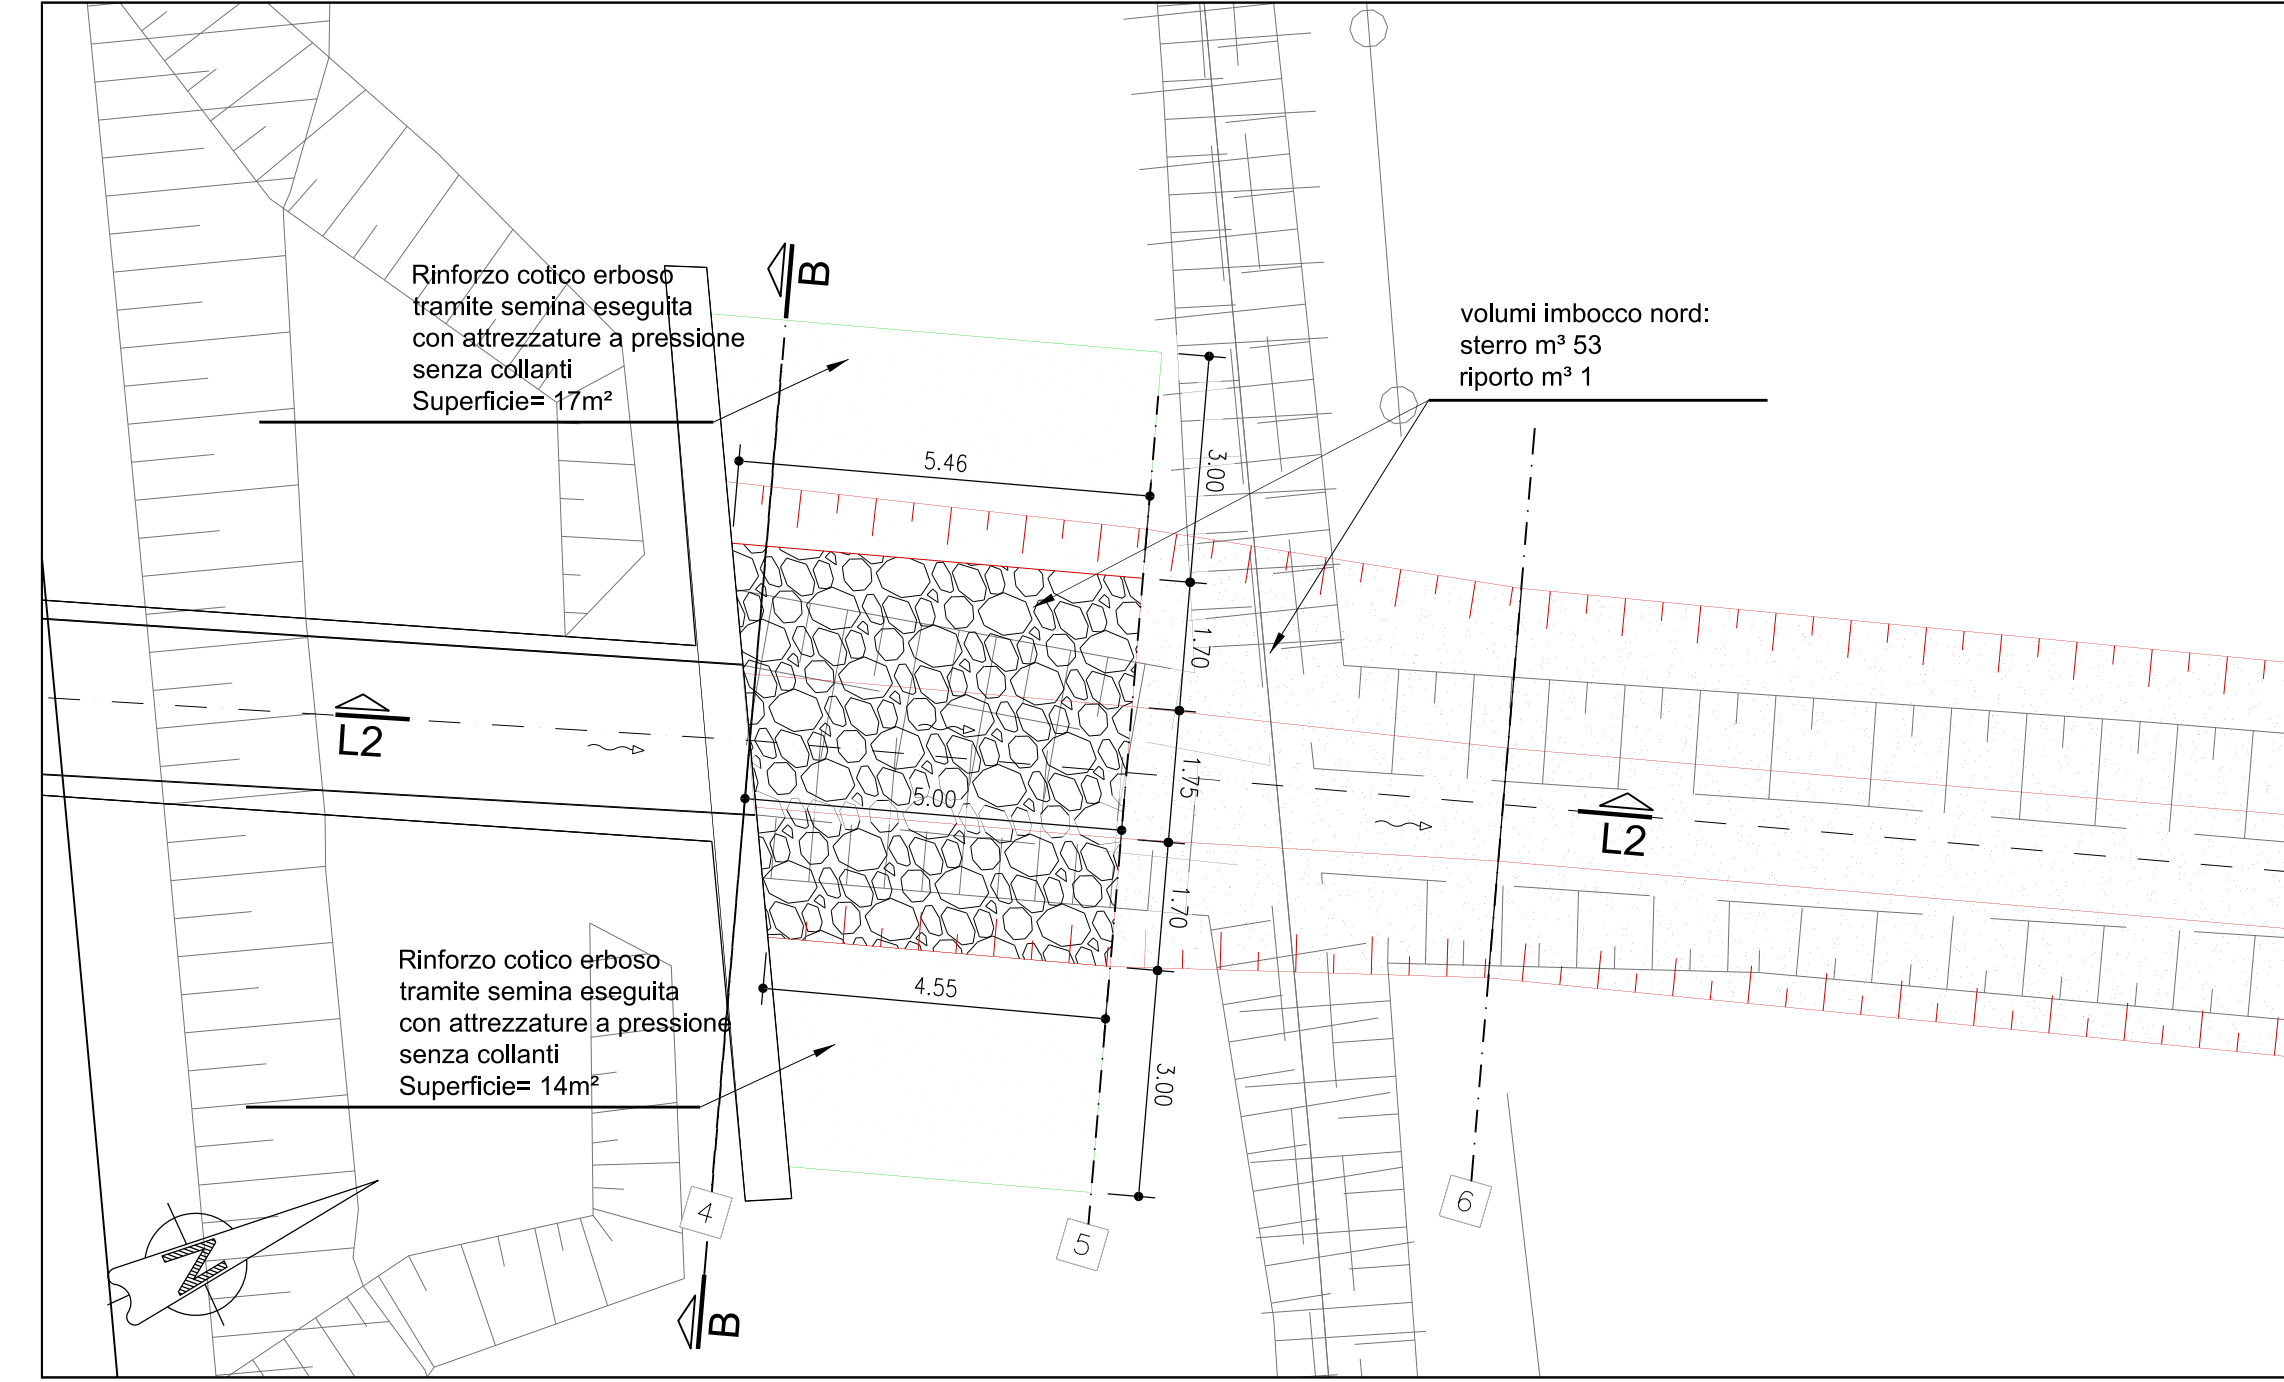 B
Rinforzo cotico erboso
tramite semina eseguita
con attrezzature a pressione
senza collanti
Superficie= 17m²
volumi imbocco nord:
sterro m³ 53
riporto m³ 1
5.46
3.00
1.70
L2
1.75
5.00
L2
1.70
Rinforzo cotico erboso
tramite semina eseguita
con attrezzature a pressione
senza collanti
Superficie= 14m²
4.55
3.00
4
5
6
N
B